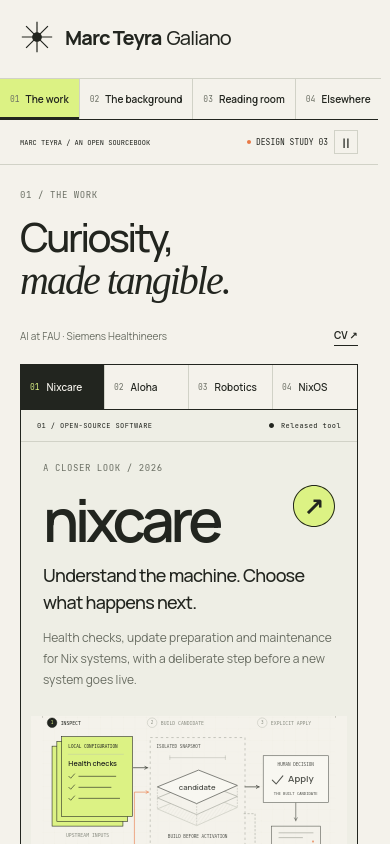 Marc Teyra Galiano
01 The work
02 The background
03 Reading room
04 Elsewhere
MARC TEYRA / AN OPEN SOURCEBOOK
DESIGN STUDY 03
01 / THE WORK
Curiosity,
made tangible.
AI at FAU · Siemens Healthineers
CV ↗
01 Nixcare
02 Aloha
03 Robotics
04 NixOS
01 / OPEN-SOURCE SOFTWARE
Released tool
A CLOSER LOOK / 2026
nixcare
Understand the machine. Choose
what happens next.
Health checks, update preparation and maintenance
for Nix systems, with a deliberate step before a new
system goes live.
1 INSPECT
2 BUILD CANDIDATE
3 EXPLICIT APPLY
LOCAL CONFIGURATION
Health checks
UPSTREAM INPUTS
ISOLATED SNAPSHOT
candidate
BUILD BEFORE ACTIVATION
HUMAN DECISION
Apply
THE BUILT CANDIDATE